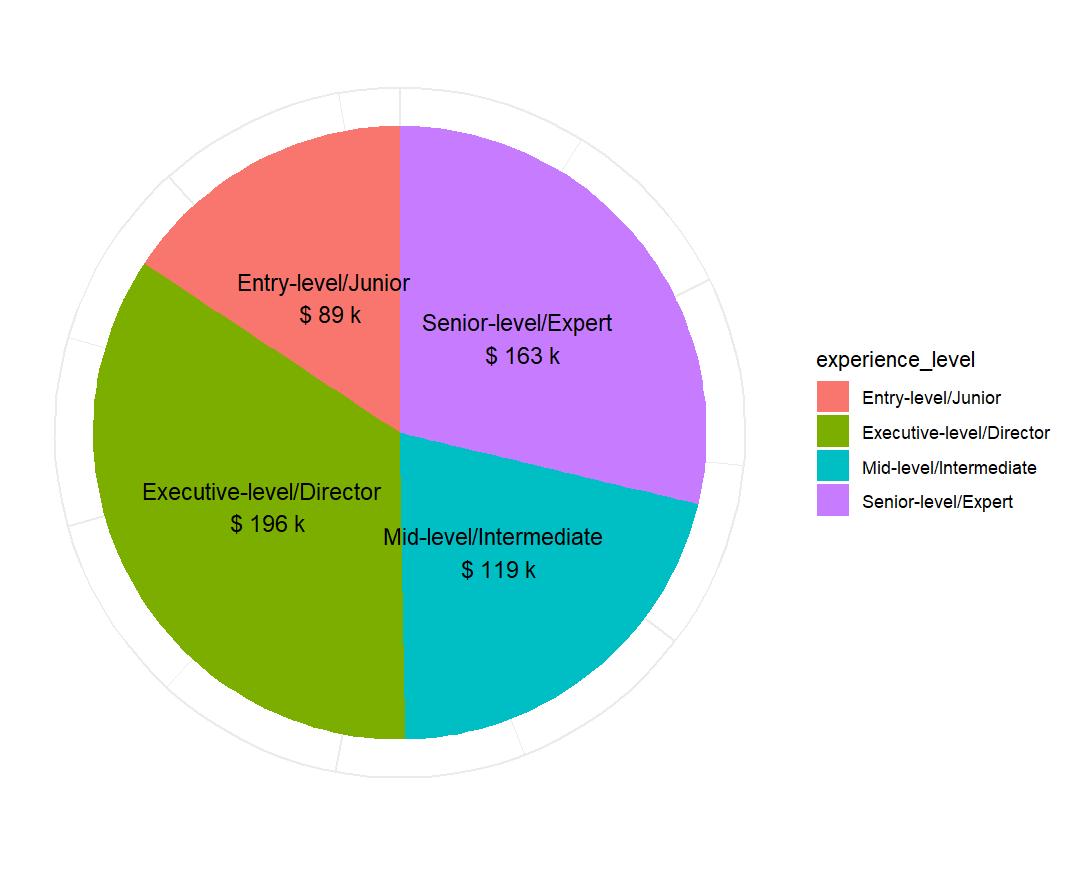 Entry-level/Junior
$ 89 k
Senior-level/Expert
$ 163 k
Executive-level/Director
$ 196 k
Mid-level/Intermediate
$ 119 k
experience_level
Entry-level/Junior
Executive-level/Director
Mid-level/Intermediate
Senior-level/Expert